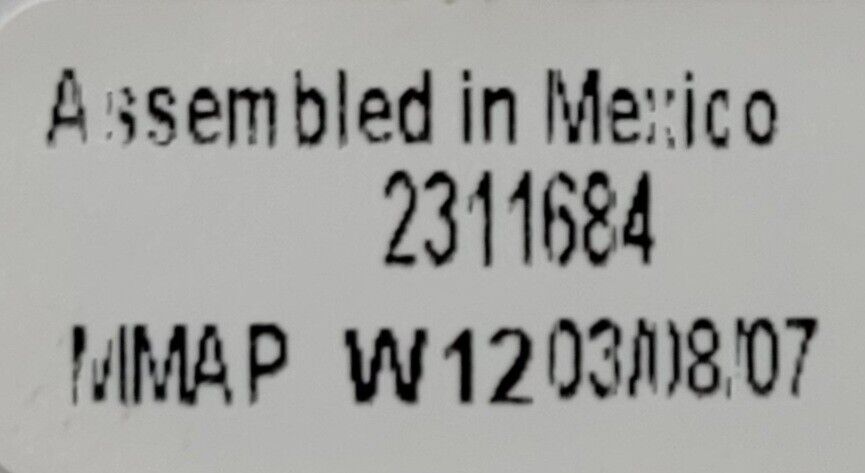 Assembled in Mexico
2311684
MMAP W12 03/08/07